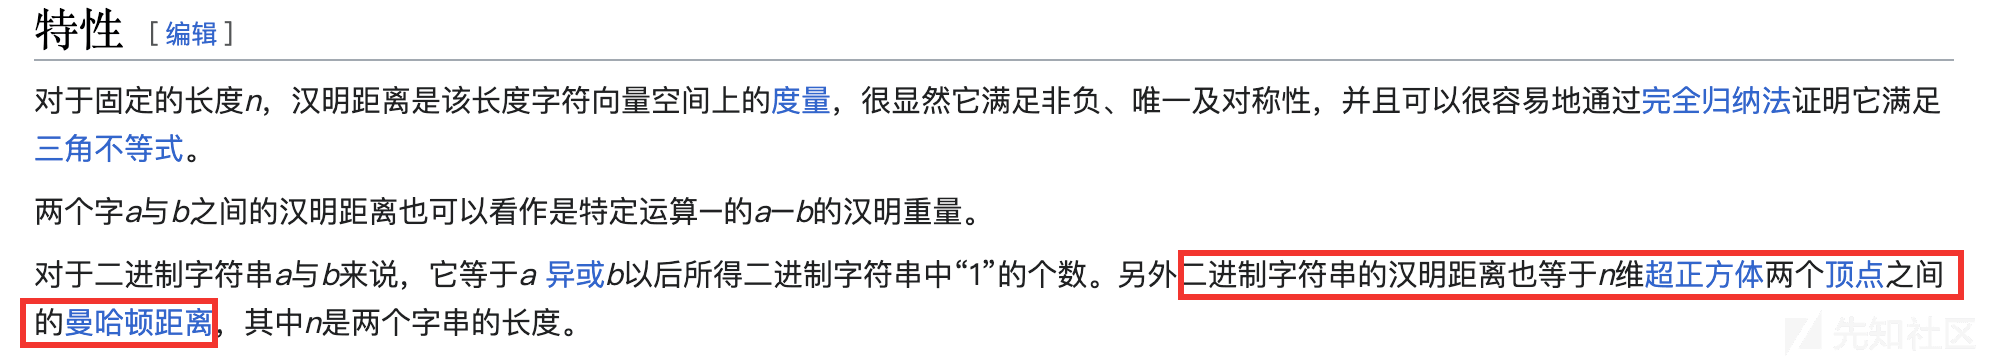 特性 [编辑]
对于固定的长度n，汉明距离是该长度字符向量空间上的度量，很显然它满足非负、唯一及对称性，并且可以很容易地通过完全归纳法证明它满足
三角不等式。
两个字a与b之间的汉明距离也可以看作是特定运算−的a−b的汉明重量。
对于二进制字符串a与b来说，它等于a 异或b以后所得二进制字符串中“1”的个数。另外二进制字符串的汉明距离也等于n维超正方体两个顶点之间
的曼哈顿距离，其中n是两个字串的长度。
先知社区